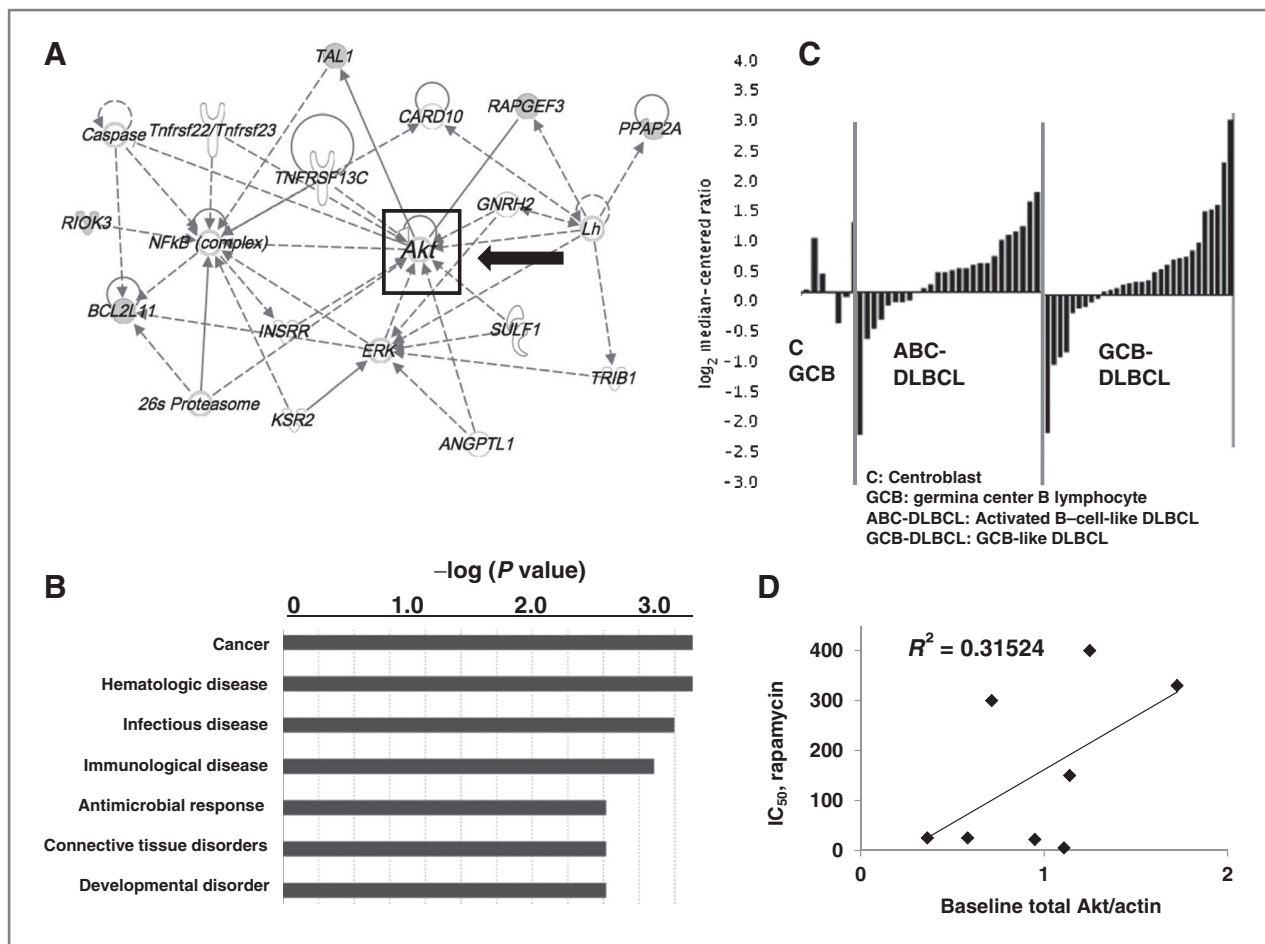 A
TAL1
CARD10
RAPGEF3
PPAP2A
Caspase
Tnfrsf22/Tnfrsf23
TNFRSF13C
GNRH2
RIOK3
NFkB (complex)
Akt
Lh
BCL2L11
INSRR
ERK
SULF1
TRIB1
26s Proteasome
KSR2
ANGPTL1
B
–log (P value)
0 1.0 2.0 3.0
Cancer
Hematologic disease
Infectious disease
Immunological disease
Antimicrobial response
Connective tissue disorders
Developmental disorder
C
log2 median-centered ratio
4.0
3.5
3.0
2.5
2.0
1.5
1.0
0.5
0.0
-0.5
-1.0
-1.5
-2.0
-2.5
-3.0
C
GCB
ABC-
DLBCL
GCB-
DLBCL
C: Centroblast
GCB: germina center B lymphocyte
ABC-DLBCL: Activated B–cell-like DLBCL
GCB-DLBCL: GCB-like DLBCL
D
R² = 0.31524
IC50, rapamycin
400
300
200
100
0
0 1 2
Baseline total Akt/actin